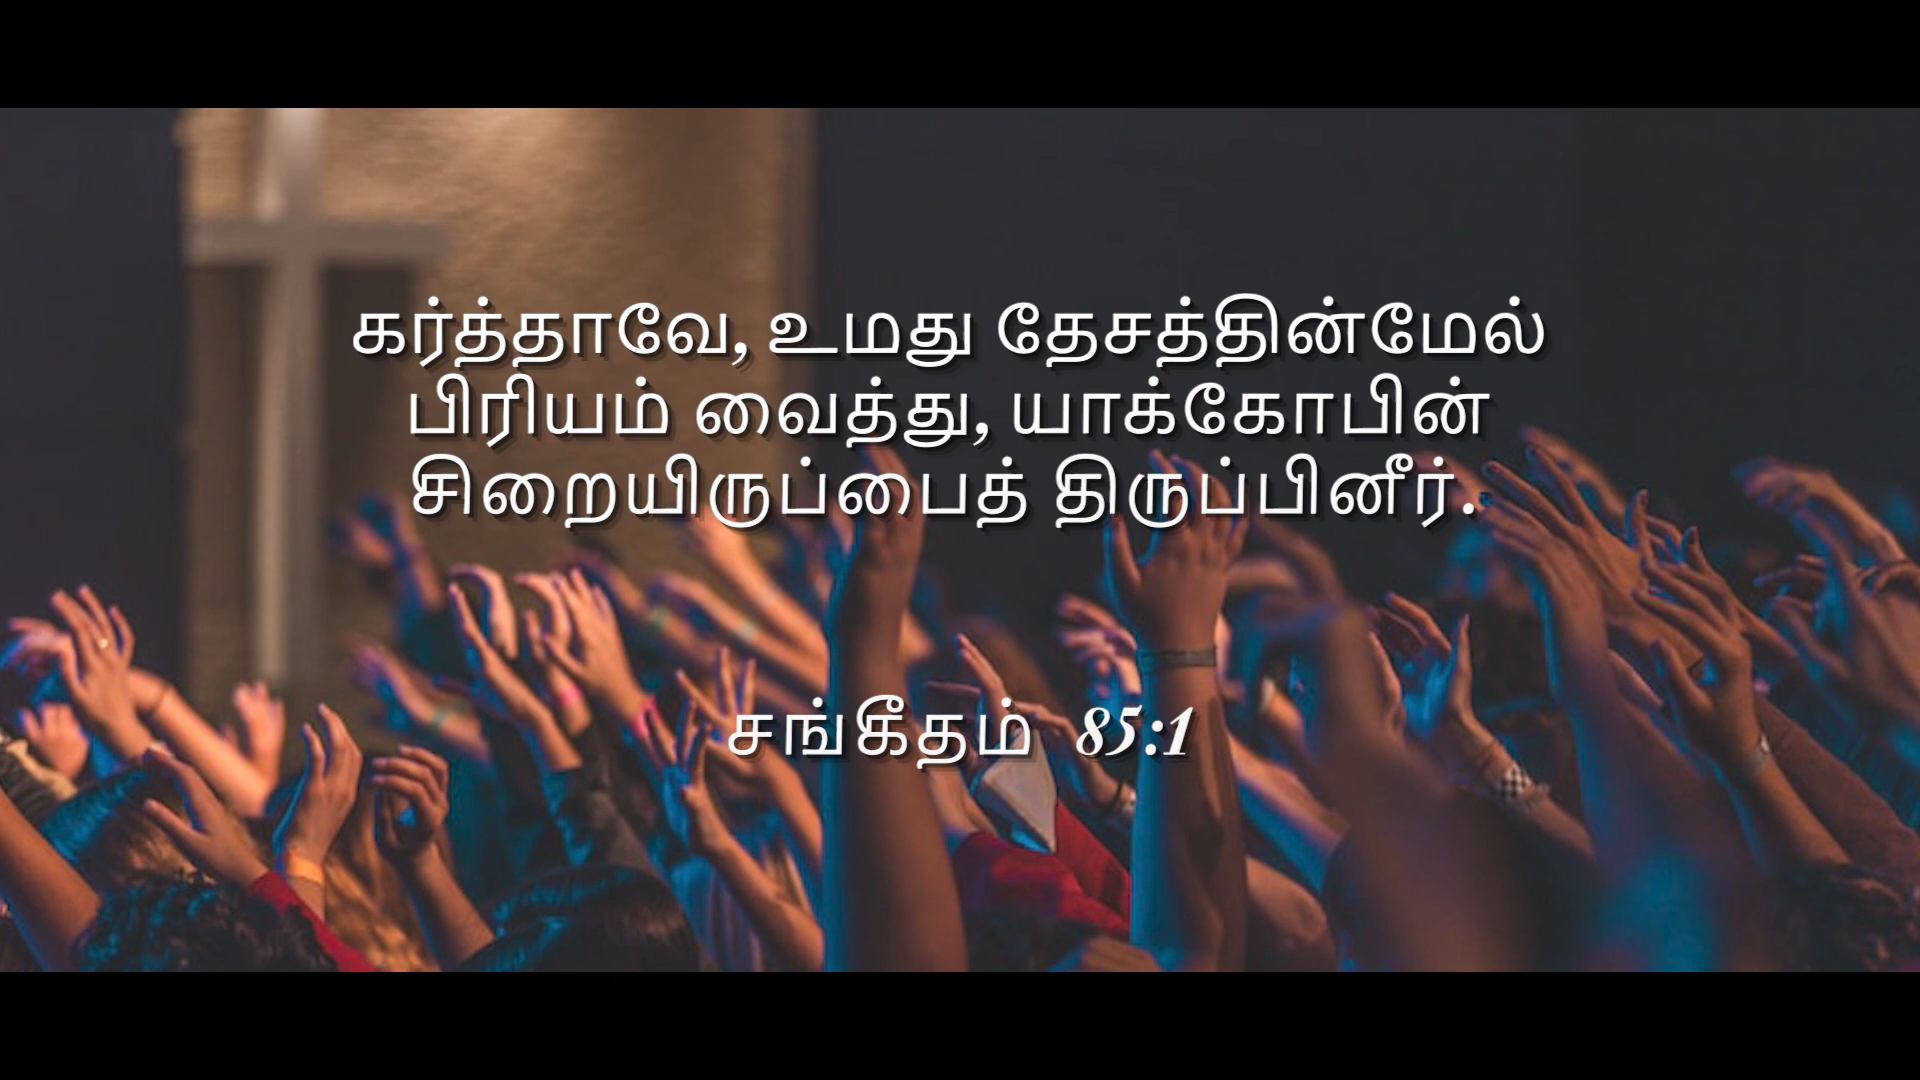 கர்த்தாவே, உமது தேசத்தின்மேல்
பிரியம் வைத்து, யாக்கோபின்
சிறையிருப்பைத் திருப்பினீர்.
சங்கீதம் 85:1